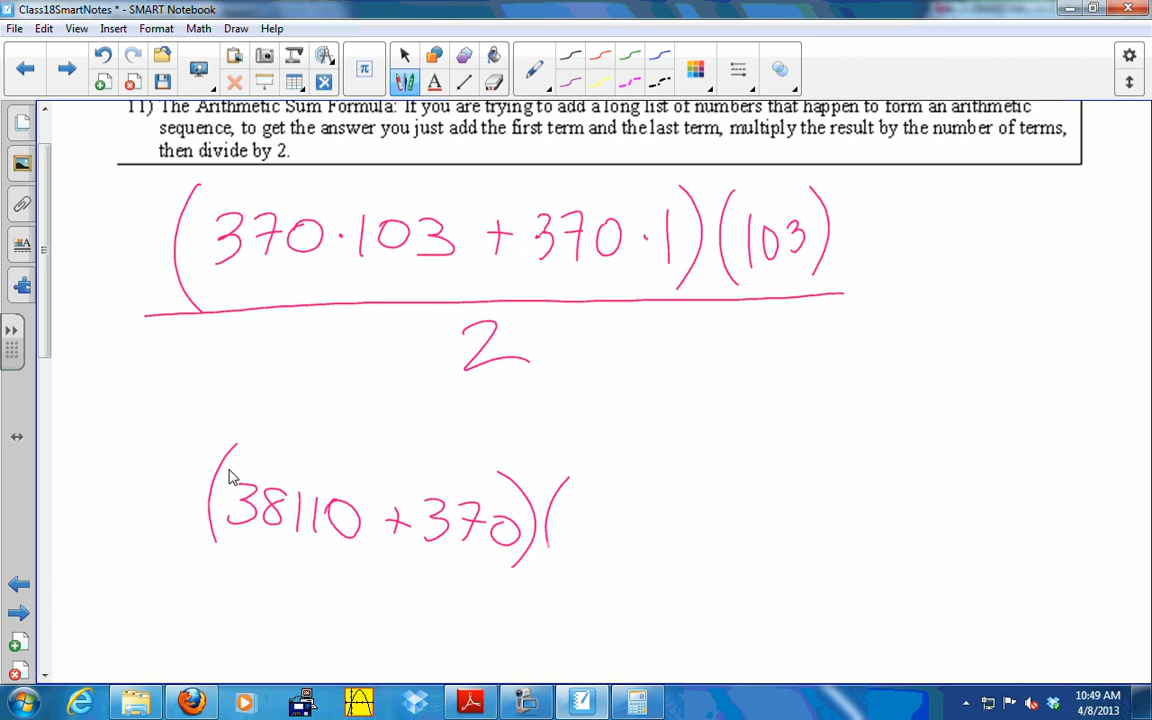 Class18SmartNotes * - SMART Notebook
File Edit View Insert Format Math Draw Help
11) The Arithmetic Sum Formula: If you are trying to add a long list of numbers that happen to form an arithmetic
sequence, to get the answer you just add the first term and the last term, multiply the result by the number of terms,
then divide by 2.
(370·103 + 370·1)(103)
2
(38110 + 370)(
10:49 AM
4/8/2013